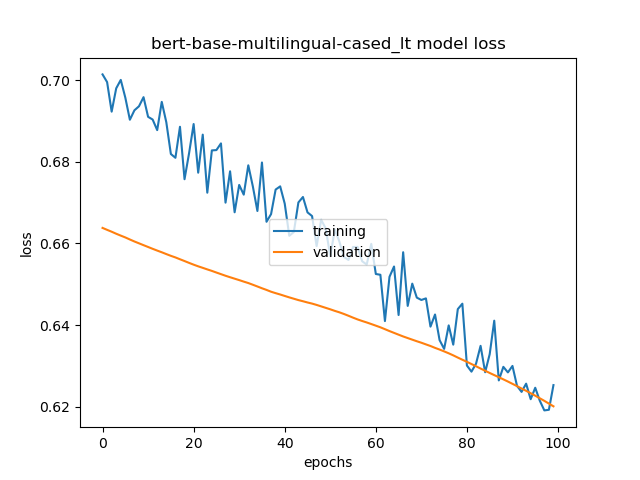 bert-base-multilingual-cased_lt model loss
0.70
0.68
0.66
0.64
0.62
loss
training
validation
0 20 40 60 80 100
epochs